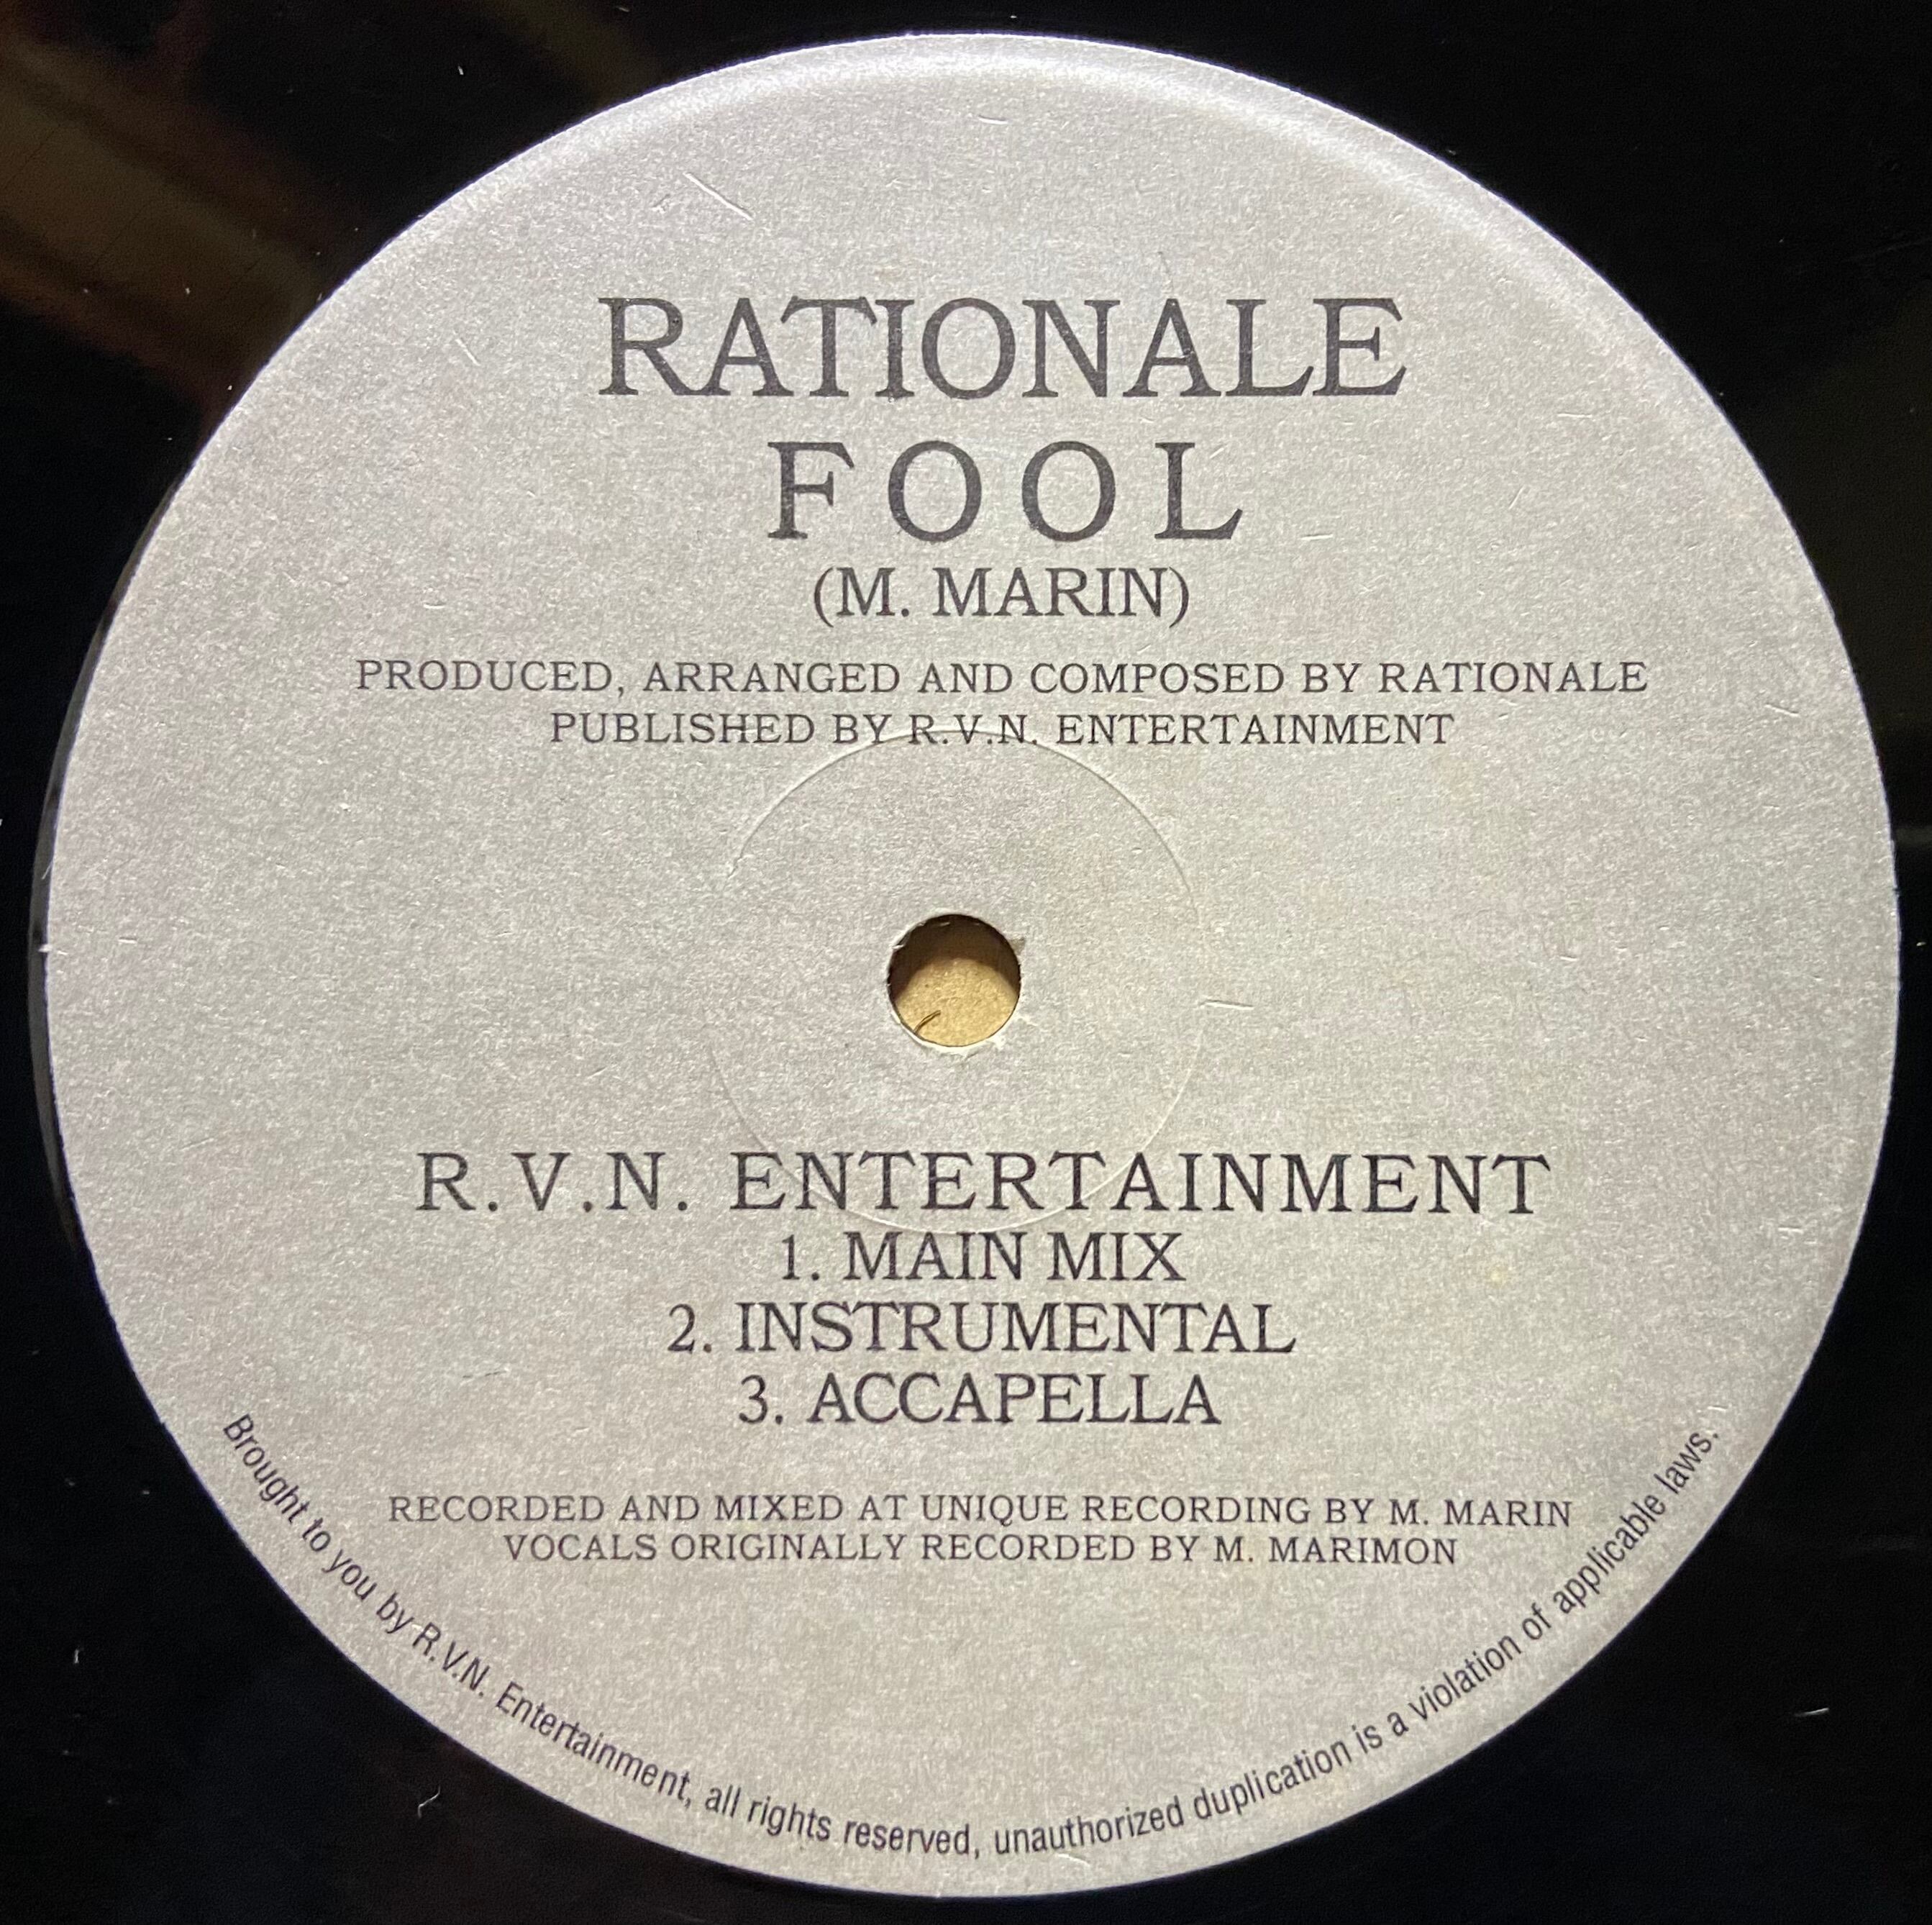 RATIONALE
FOOL
(M. MARIN)
PRODUCED, ARRANGED AND COMPOSED BY RATIONALE
PUBLISHED BY R.V.N. ENTERTAINMENT
R.V.N. ENTERTAINMENT
1. MAIN MIX
2. INSTRUMENTAL
3. ACCAPELLA
RECORDED AND MIXED AT UNIQUE RECORDING BY M. MARIN
VOCALS ORIGINALLY RECORDED BY M. MARIMON
Brought to you by R.V.N. Entertainment, all rights reserved, unauthorized duplication is a violation of applicable laws.